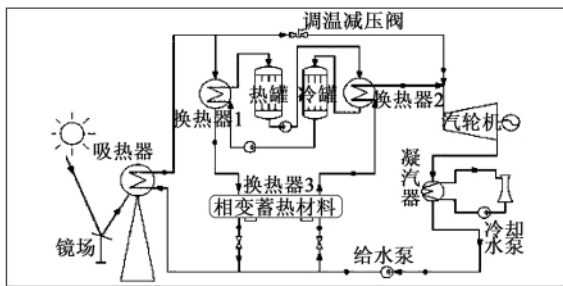 调温减压阀
热罐
冷罐
换热器1
换热器2
汽轮机
吸热器
换热器3
相变蓄热材料
凝汽器
冷却水泵
镜场
给水泵